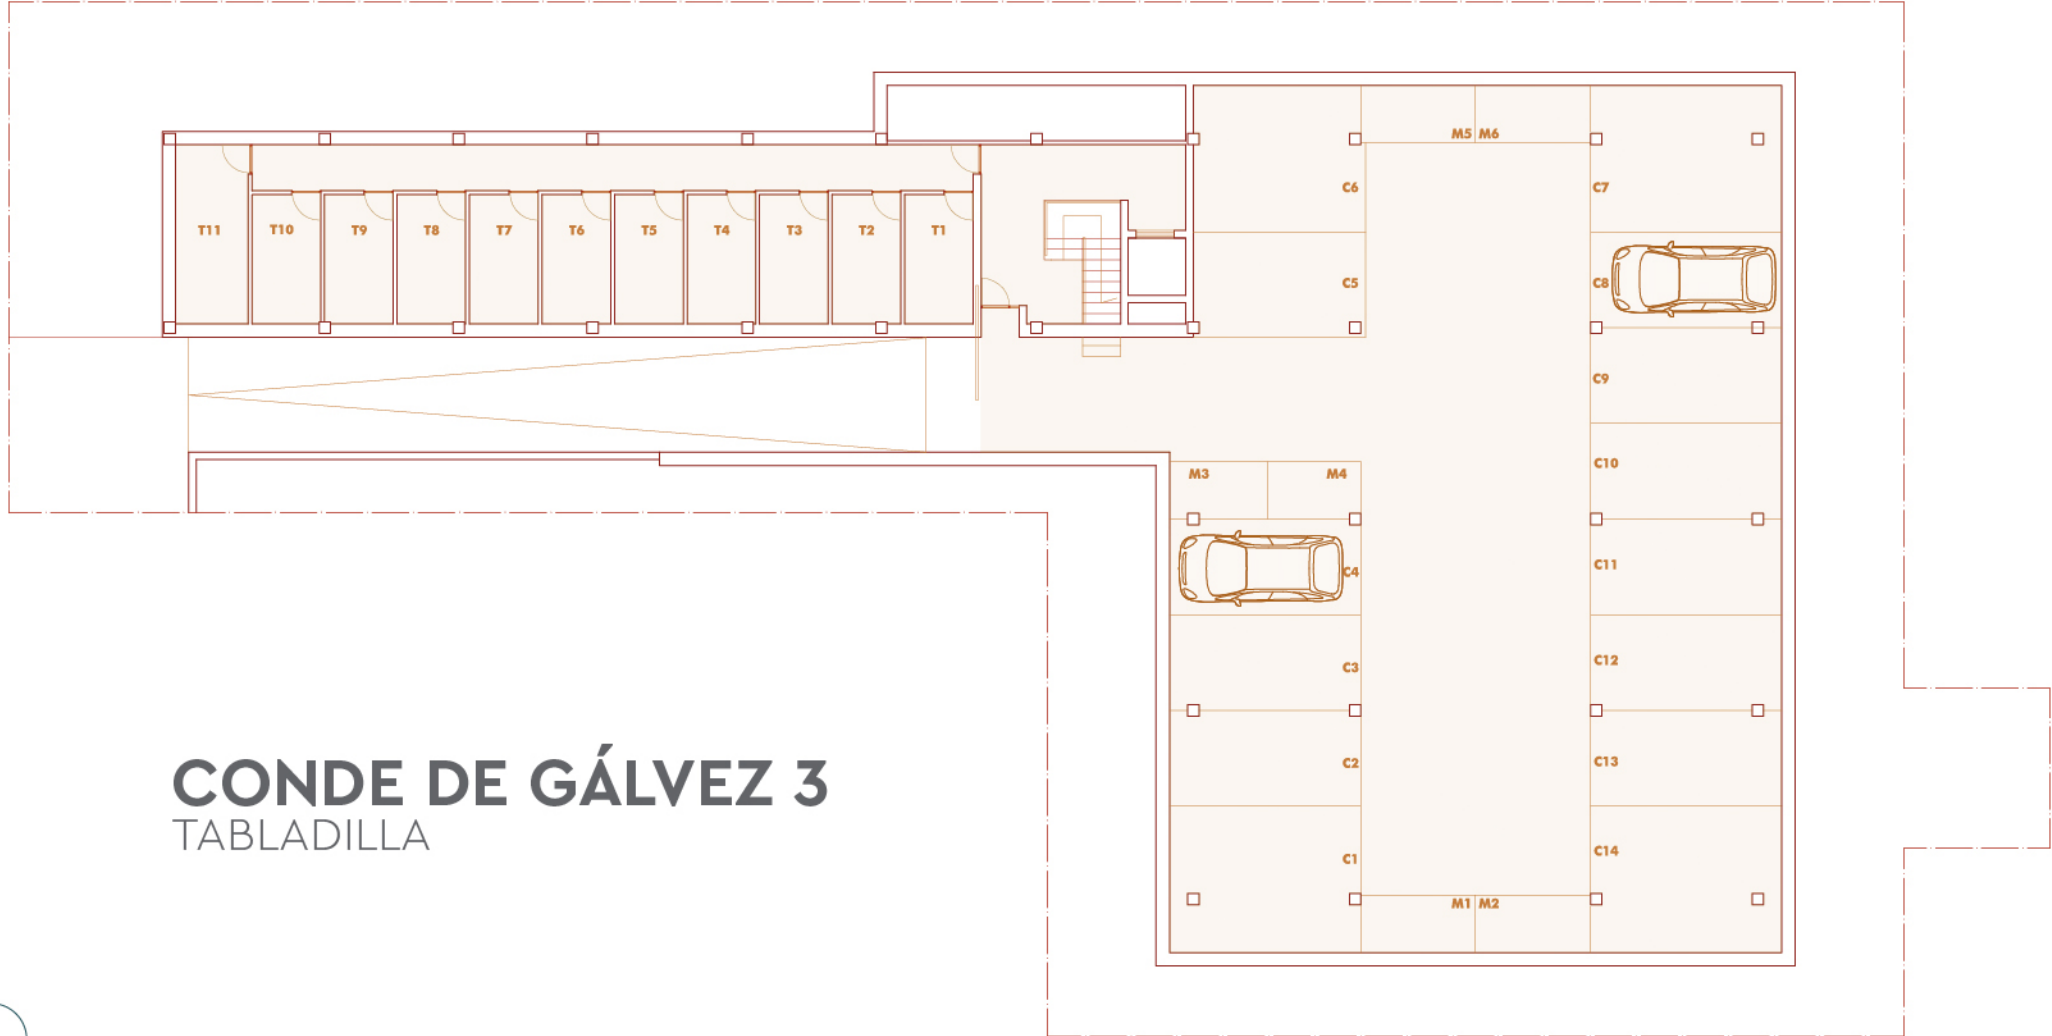 M5 M6
C6
C7
T11 T10 T9 T8 T7 T6 T5 T4 T3 T2 T1
C5
C8
C9
C10
M3 M4
C11
C4
C12
C3
C13
C2
C14
C1
M1 M2
CONDE DE GÁLVEZ 3
TABLADILLA